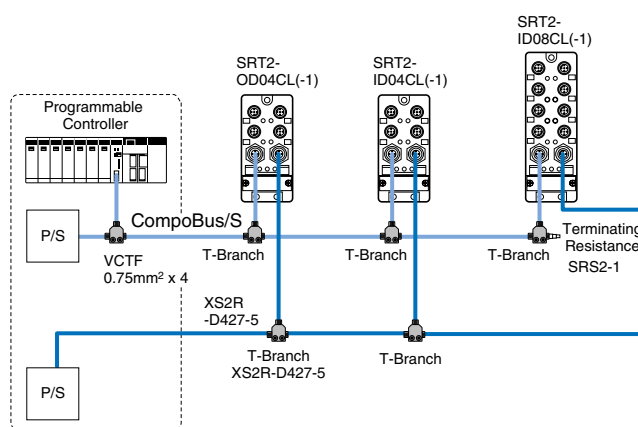 SRT2-
ID08CL(-1)
SRT2-
OD04CL(-1)
SRT2-
ID04CL(-1)
Programmable
Controller
P/S
CompoBus/S
VCTF
0.75mm² x 4
T-Branch
T-Branch
T-Branch
Terminating
Resistance
SRS2-1
XS2R
-D427-5
T-Branch
XS2R-D427-5
T-Branch
P/S